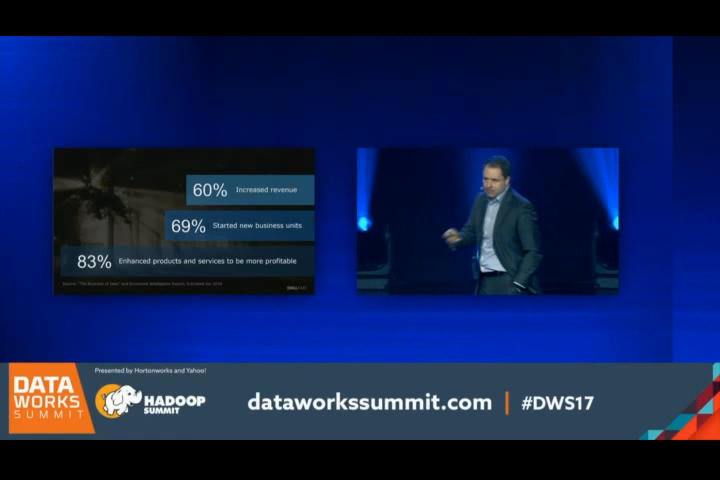 60% Increased revenue
69% Started new business units
83% Enhanced products and services to be more profitable
Presented by Hortonworks and Yahoo!
DATA
WORKS
SUMMIT
HADOOP
SUMMIT
dataworkssummit.com
#DWS17